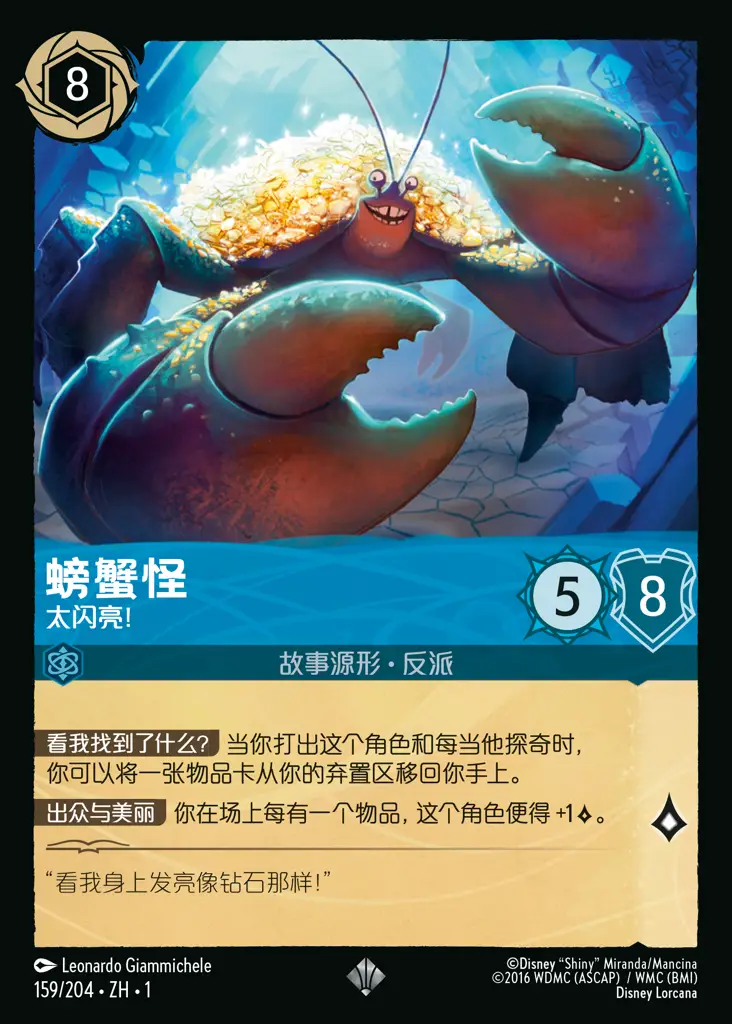 8
螃蟹怪
太闪亮!
5
8
故事源形 • 反派
看我找到了什么? 当你打出这个角色和每当他探奇时,
你可以将一张物品卡从你的弃置区移回你手上。
出众与美丽 你在场上每有一个物品, 这个角色便得 +1。
“看我身上发亮像钻石那样!”
Leonardo Giammichele
159/204 • ZH • 1
©Disney “Shiny” Miranda/Mancina
©2016 WDMC (ASCAP) / WMC (BMI)
Disney Lorcana